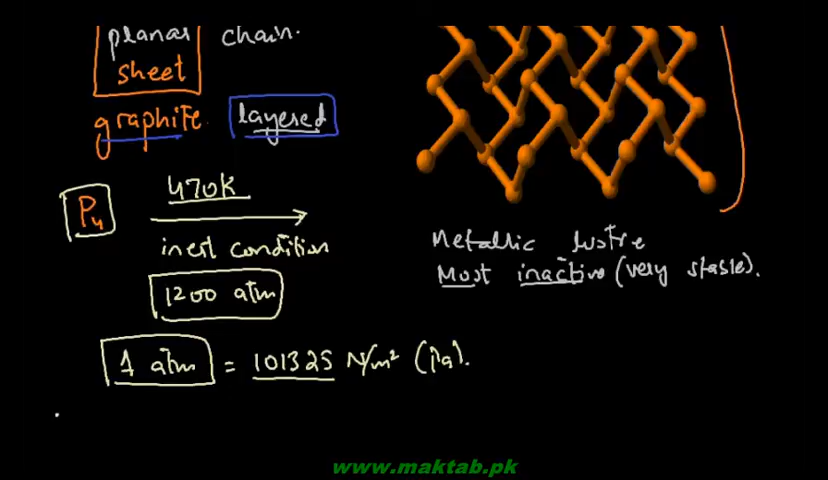 planar chain.
sheet
graphite. layered
P4 470K
inert condition
1200 atm
1 atm = 101325 N/m² (Pa).
Metallic lustre
Most inactive (very stable).
www.maktab.pk